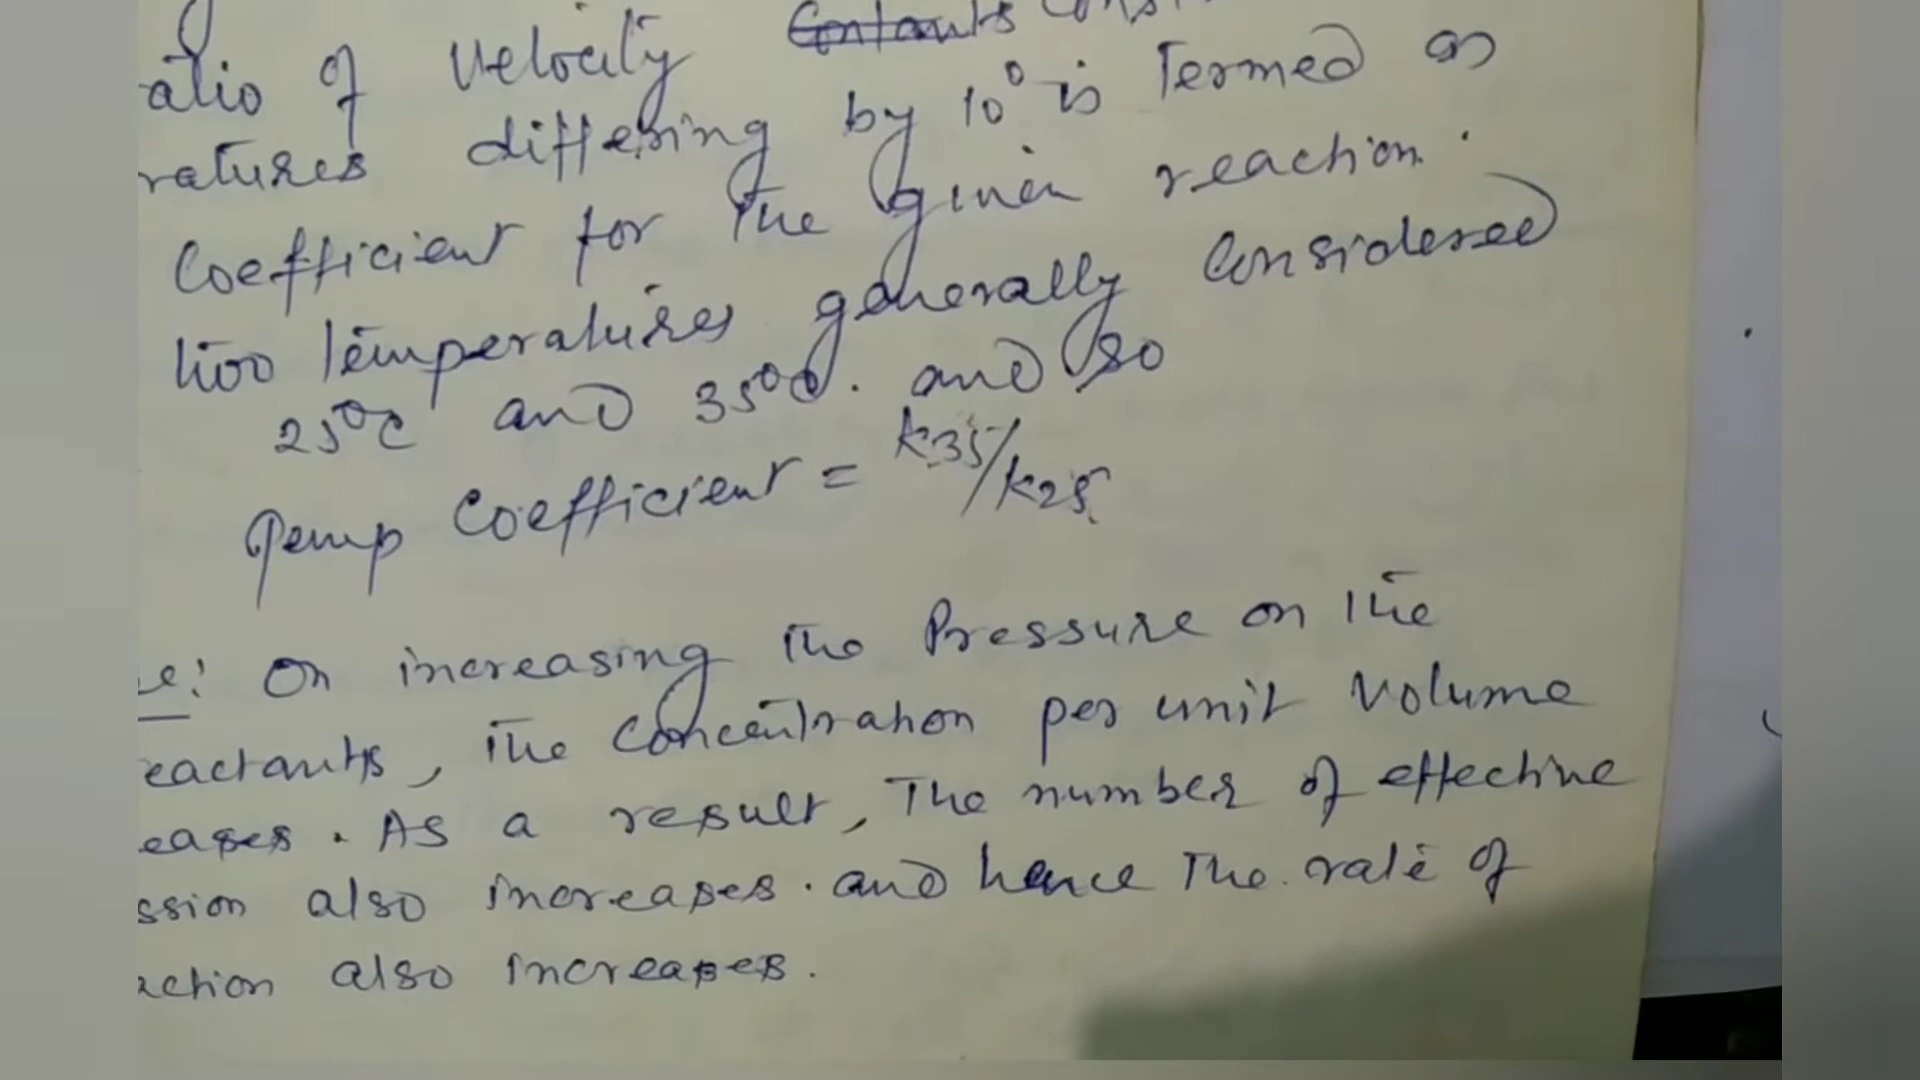 atio of velocity Contants
ratures differing by 10° is Termed as
Coefficient for the given reaction.
two temperatures generally considered
25°C and 35°C. and so
Temp Coefficient = K35/K25
e: On increasing the Pressure on the
eactants, the concentration per unit volume
eases. As a result, The number of effective
ssion also increases. and hence The rate of
action also increases.